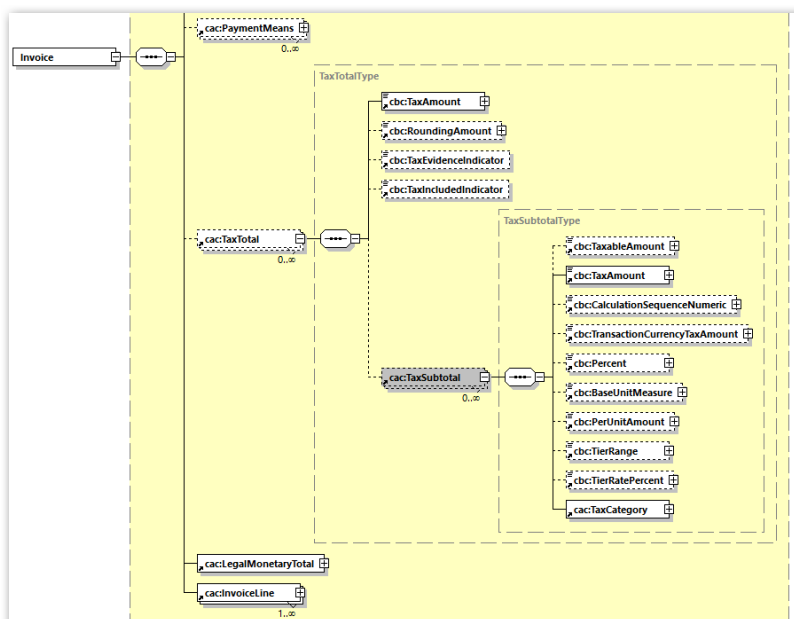 cac:PaymentMeans
0..∞
Invoice
TaxTotalType
cbc:TaxAmount
cbc:RoundingAmount
cbc:TaxEvidenceIndicator
cbc:TaxIncludedIndicator
TaxSubtotalType
cac:TaxTotal
0..∞
cbc:TaxableAmount
cbc:TaxAmount
cbc:CalculationSequenceNumeric
cbc:TransactionCurrencyTaxAmount
cbc:Percent
cac:TaxSubtotal
0..∞
cbc:BaseUnitMeasure
cbc:PerUnitAmount
cbc:TierRange
cbc:TierRatePercent
cac:TaxCategory
cac:LegalMonetaryTotal
cac:InvoiceLine
1..∞